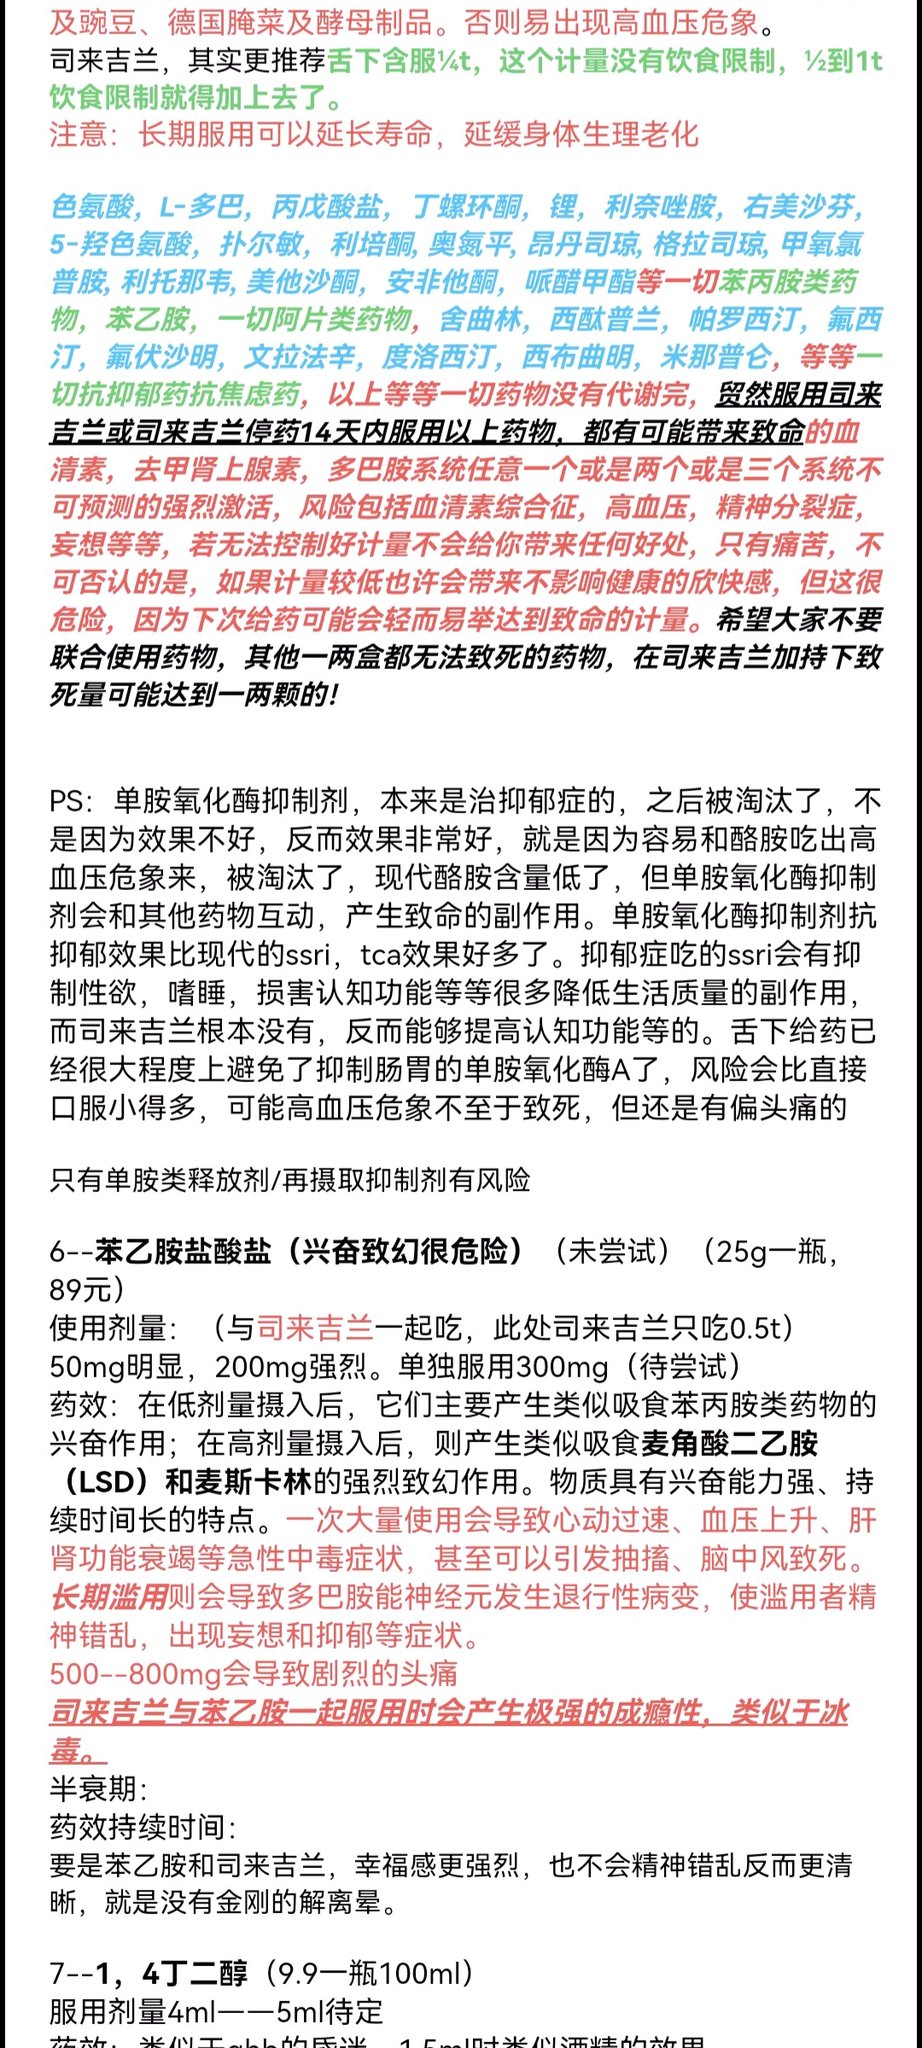 及豌豆、德国腌菜及酵母制品。否则易出现高血压危象。
司来吉兰，其实更推荐舌下含服¼t，这个计量没有饮食限制，½到1t
饮食限制就得加上去了。
注意：长期服用可以延长寿命，延缓身体生理老化
色氨酸，L-多巴，丙戊酸盐，丁螺环酮，锂，利奈唑胺，右美沙芬，
5-羟色氨酸，扑尔敏，利培酮, 奥氮平, 昂丹司琼, 格拉司琼, 甲氧氯
普胺, 利托那韦, 美他沙酮，安非他酮，哌醋甲酯等一切苯丙胺类药
物，苯乙胺，一切阿片类药物，舍曲林，西酞普兰，帕罗西汀，氟西
汀，氟伏沙明，文拉法辛，度洛西汀，西布曲明，米那普仑，等等一
切抗抑郁药抗焦虑药，以上等等一切药物没有代谢完，贸然服用司来
吉兰或司来吉兰停药14天内服用以上药物，都有可能带来致命的血
清素，去甲肾上腺素，多巴胺系统任意一个或是两个或是三个系统不
可预测的强烈激活，风险包括血清素综合征，高血压，精神分裂症，
妄想等等，若无法控制好计量不会给你带来任何好处，只有痛苦，不
可否认的是，如果计量较低也许会带来不影响健康的欣快感，但这很
危险，因为下次给药可能会轻而易举达到致命的计量。希望大家不要
联合使用药物，其他一两盒都无法致死的药物，在司来吉兰加持下致
死量可能达到一两颗的!
PS：单胺氧化酶抑制剂，本来是治抑郁症的，之后被淘汰了，不
是因为效果不好，反而效果非常好，就是因为容易和酪胺吃出高
血压危象来，被淘汰了，现代酪胺含量低了，但单胺氧化酶抑制
剂会和其他药物互动，产生致命的副作用。单胺氧化酶抑制剂抗
抑郁效果比现代的ssri，tca效果好多了。抑郁症吃的ssri会有抑
制性欲，嗜睡，损害认知功能等等很多降低生活质量的副作用，
而司来吉兰根本没有，反而能够提高认知功能等的。舌下给药已
经很大程度上避免了抑制肠胃的单胺氧化酶A了，风险会比直接
口服小得多，可能高血压危象不至于致死，但还是有偏头痛的
只有单胺类释放剂/再摄取抑制剂有风险
6--苯乙胺盐酸盐（兴奋致幻很危险）（未尝试）（25g一瓶，
89元）
使用剂量：（与司来吉兰一起吃，此处司来吉兰只吃0.5t）
50mg明显，200mg强烈。单独服用300mg（待尝试）
药效：在低剂量摄入后，它们主要产生类似吸食苯丙胺类药物的
兴奋作用；在高剂量摄入后，则产生类似吸食麦角酸二乙胺
（LSD）和麦斯卡林的强烈致幻作用。物质具有兴奋能力强、持
续时间长的特点。一次大量使用会导致心动过速、血压上升、肝
肾功能衰竭等急性中毒症状，甚至可以引发抽搐、脑中风致死。
长期滥用则会导致多巴胺能神经元发生退行性病变，使滥用者精
神错乱，出现妄想和抑郁等症状。
500--800mg会导致剧烈的头痛
司来吉兰与苯乙胺一起服用时会产生极强的成瘾性，类似于冰
毒。
半衰期：
药效持续时间：
要是苯乙胺和司来吉兰，幸福感更强烈，也不会精神错乱反而更清
晰，就是没有金刚的解离晕。
7--1，4丁二醇（9.9一瓶100ml）
服用剂量4ml——5ml待定
药效：类似于ghb的昏迷，1.5ml时类似酒精的效果